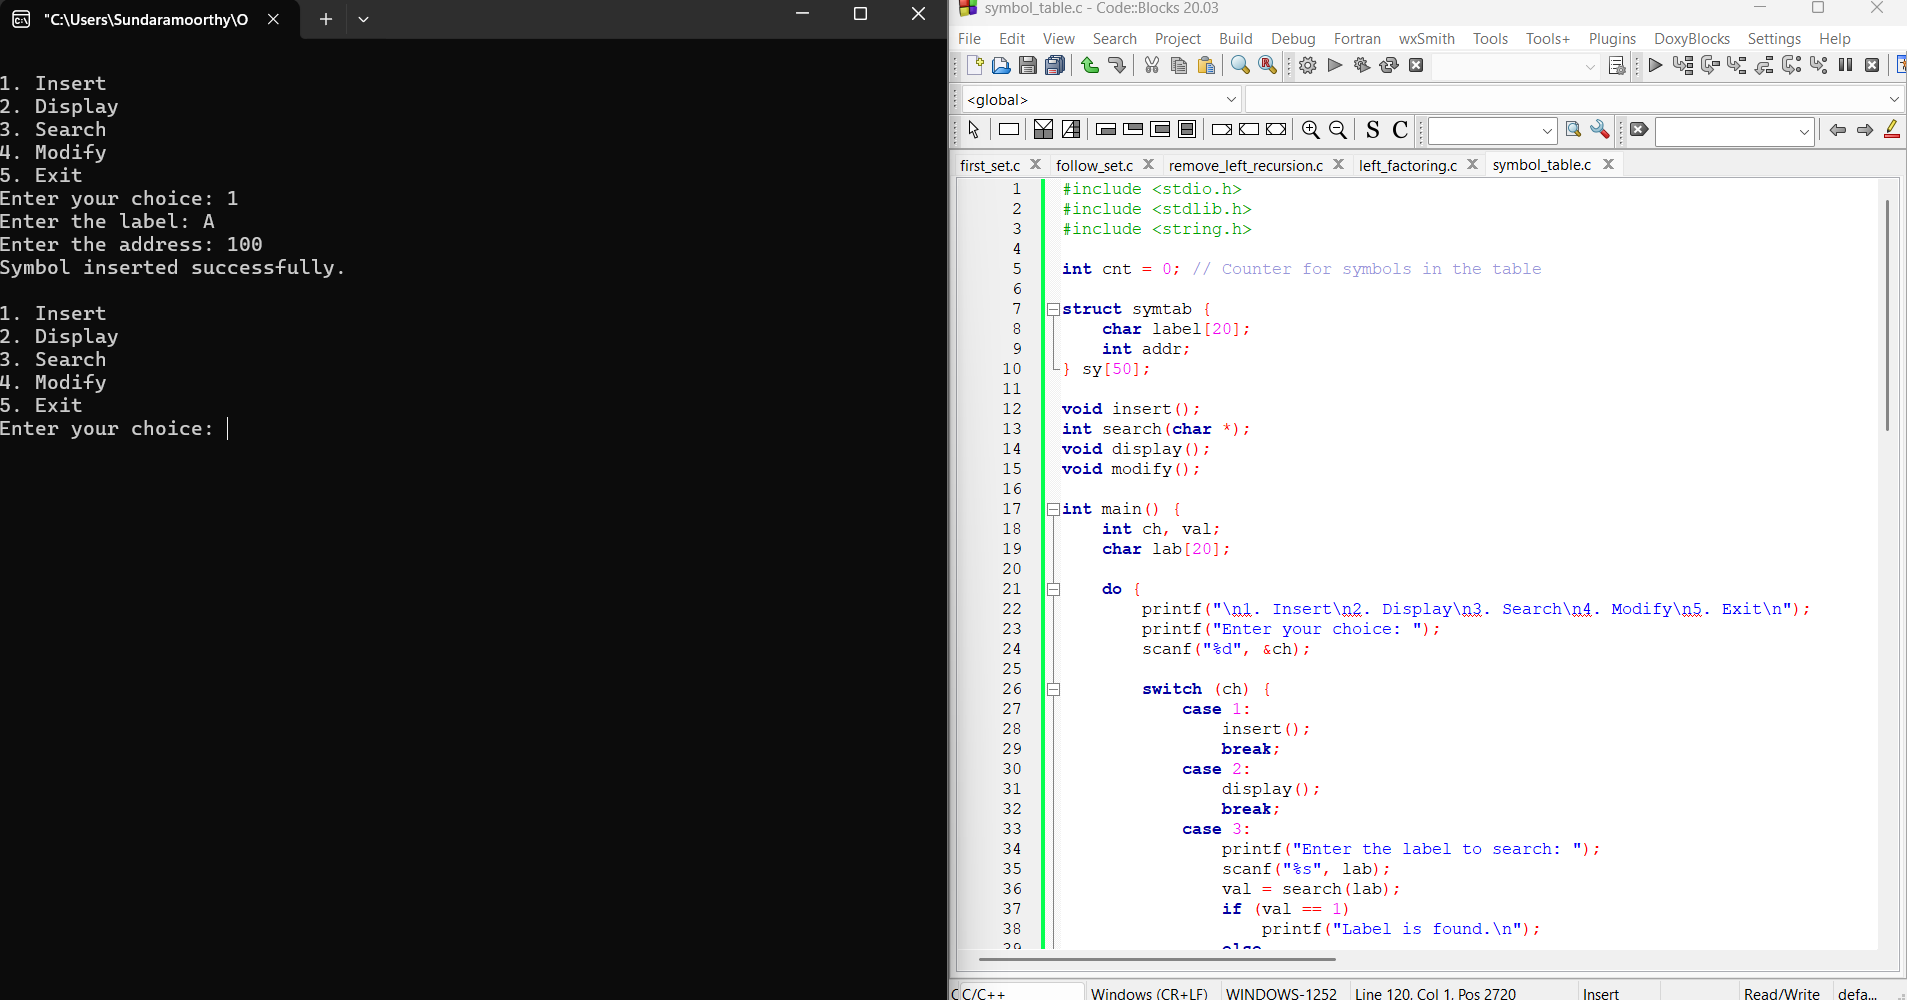 "C:\Users\Sundaramoorthy\O
1. Insert
2. Display
3. Search
4. Modify
5. Exit
Enter your choice: 1
Enter the label: A
Enter the address: 100
Symbol inserted successfully.
1. Insert
2. Display
3. Search
4. Modify
5. Exit
Enter your choice:
symbol_table.c - Code::Blocks 20.03
File Edit View Search Project Build Debug Fortran wxSmith Tools Tools+ Plugins DoxyBlocks Settings Help
<global>
S C
first_set.c follow_set.c remove_left_recursion.c left_factoring.c symbol_table.c
1 #include <stdio.h>
2 #include <stdlib.h>
3 #include <string.h>
4
5 int cnt = 0; // Counter for symbols in the table
6
7 struct symtab {
8 char label[20];
9 int addr;
10 } sy[50];
11
12 void insert();
13 int search(char *);
14 void display();
15 void modify();
16
17 int main() {
18 int ch, val;
19 char lab[20];
20
21 do {
22 printf("\n1. Insert\n2. Display\n3. Search\n4. Modify\n5. Exit\n");
23 printf("Enter your choice: ");
24 scanf("%d", &ch);
25
26 switch (ch) {
27 case 1:
28 insert();
29 break;
30 case 2:
31 display();
32 break;
33 case 3:
34 printf("Enter the label to search: ");
35 scanf("%s", lab);
36 val = search(lab);
37 if (val == 1)
38 printf("Label is found.\n");
39 else
C/C++ Windows (CR+LF) WINDOWS-1252 Line 120, Col 1, Pos 2720 Insert Read/Write defa...